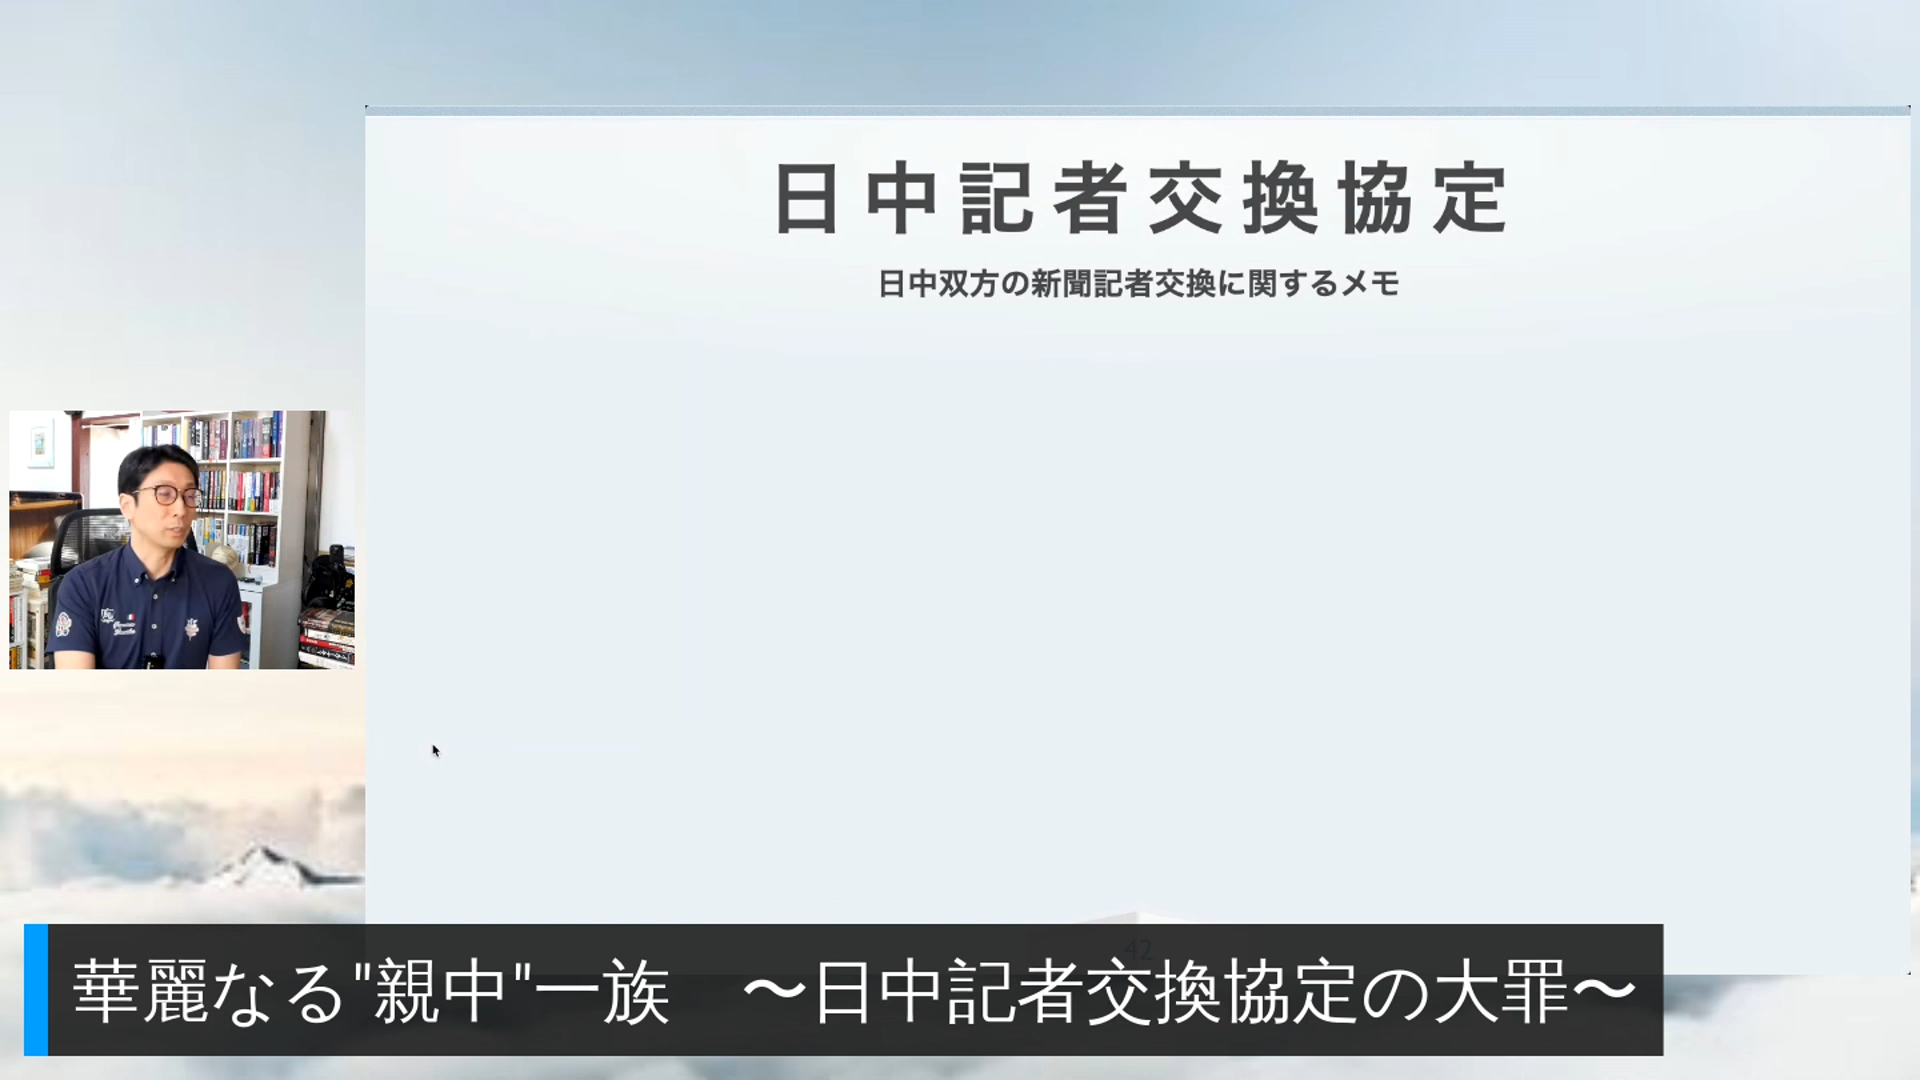 日中記者交換協定
日中双方の新聞記者交換に関するメモ
42
華麗なる"親中"一族　〜日中記者交換協定の大罪〜